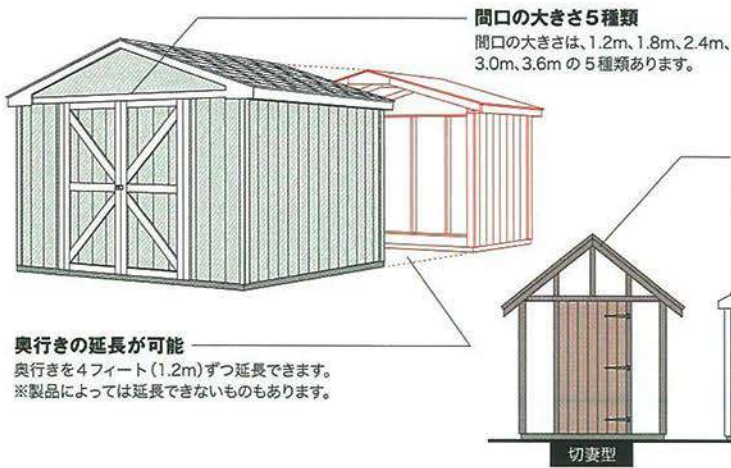 間口の大きさ5種類
間口の大きさは、1.2m、1.8m、2.4m、
3.0m、3.6m の 5種類あります。
奥行きの延長が可能
奥行きを4フィート(1.2m)ずつ延長できます。
※製品によっては延長できないものもあります。
切妻型